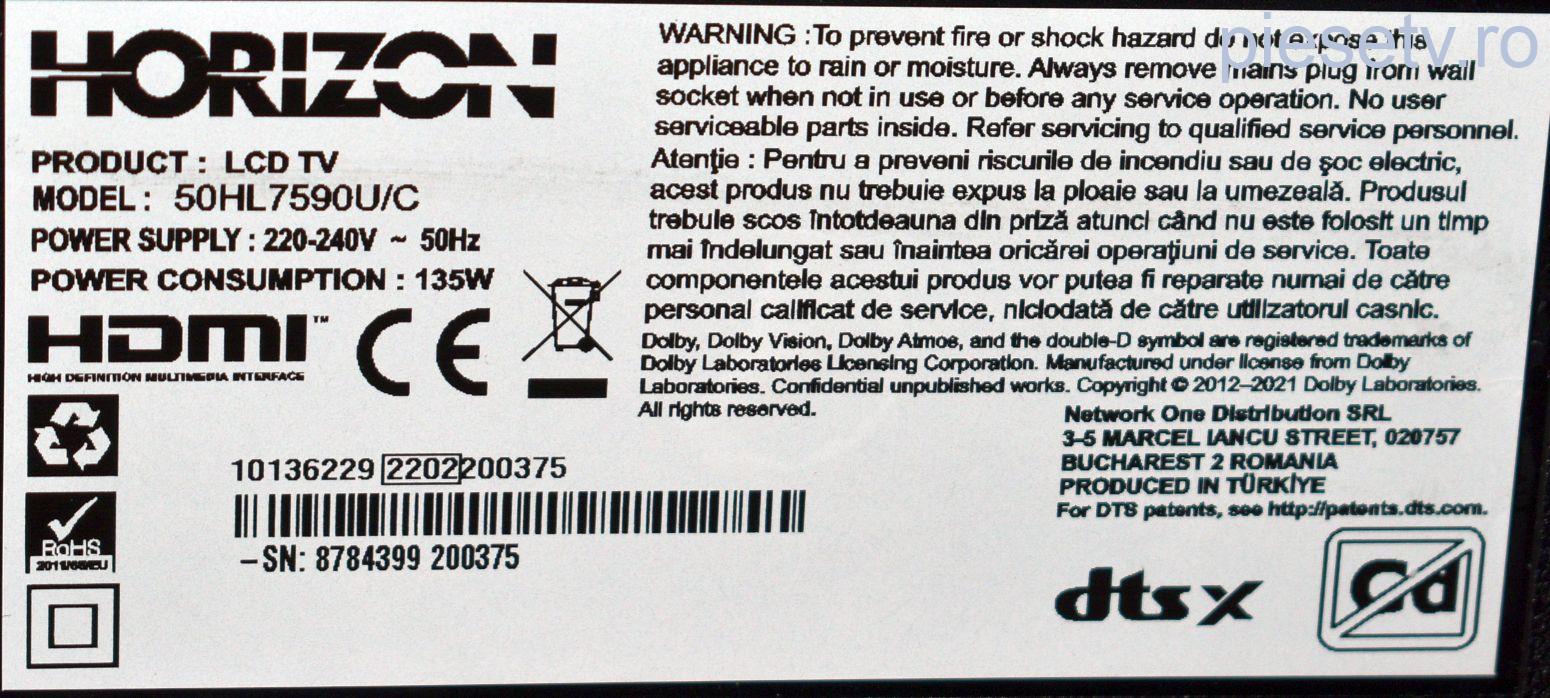 piesetv.ro
HORIZON
PRODUCT : LCD TV
MODEL : 50HL7590U/C
POWER SUPPLY : 220-240V ~ 50Hz
POWER CONSUMPTION : 135W
HDMI™
HIGH DEFINITION MULTIMEDIA INTERFACE
CE
RoHS
2011/65/EU
10136229 2202200375
–SN: 8784399 200375
WARNING :To prevent fire or shock hazard do not expose this
appliance to rain or moisture. Always remove mains plug from wall
socket when not in use or before any service operation. No user
serviceable parts inside. Refer servicing to qualified service personnel.
Atenţie : Pentru a preveni riscurile de incendiu sau de şoc electric,
acest produs nu trebuie expus la ploaie sau la umezeală. Produsul
trebuie scos întotdeauna din priză atunci când nu este folosit un timp
mai îndelungat sau înaintea oricărei operaţiuni de service. Toate
componentele acestui produs vor putea fi reparate numai de către
personal calificat de service, niciodată de către utilizatorul casnic.
Dolby, Dolby Vision, Dolby Atmos, and the double-D symbol are registered trademarks of
Dolby Laboratories Licensing Corporation. Manufactured under license from Dolby
Laboratories. Confidential unpublished works. Copyright © 2012–2021 Dolby Laboratories.
All rights reserved.
Network One Distribution SRL
3-5 MARCEL IANCU STREET, 020757
BUCHAREST 2 ROMANIA
PRODUCED IN TÜRKİYE
For DTS patents, see http://patents.dts.com.
dts x
Cd